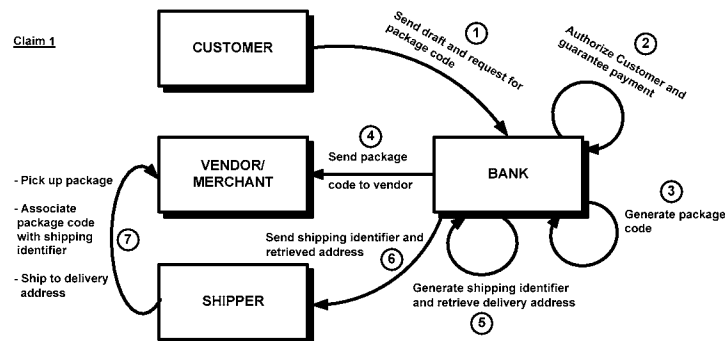 Claim 1
CUSTOMER
1
Send draft and request for
package code
2
Authorize Customer and
guarantee payment
VENDOR/
MERCHANT
4
Send package
code to vendor
BANK
3
Generate package
code
- Pick up package
- Associate
package code
with shipping
identifier
- Ship to delivery
address
7
Send shipping identifier and
retrieved address
6
SHIPPER
Generate shipping identifier
and retrieve delivery address
5